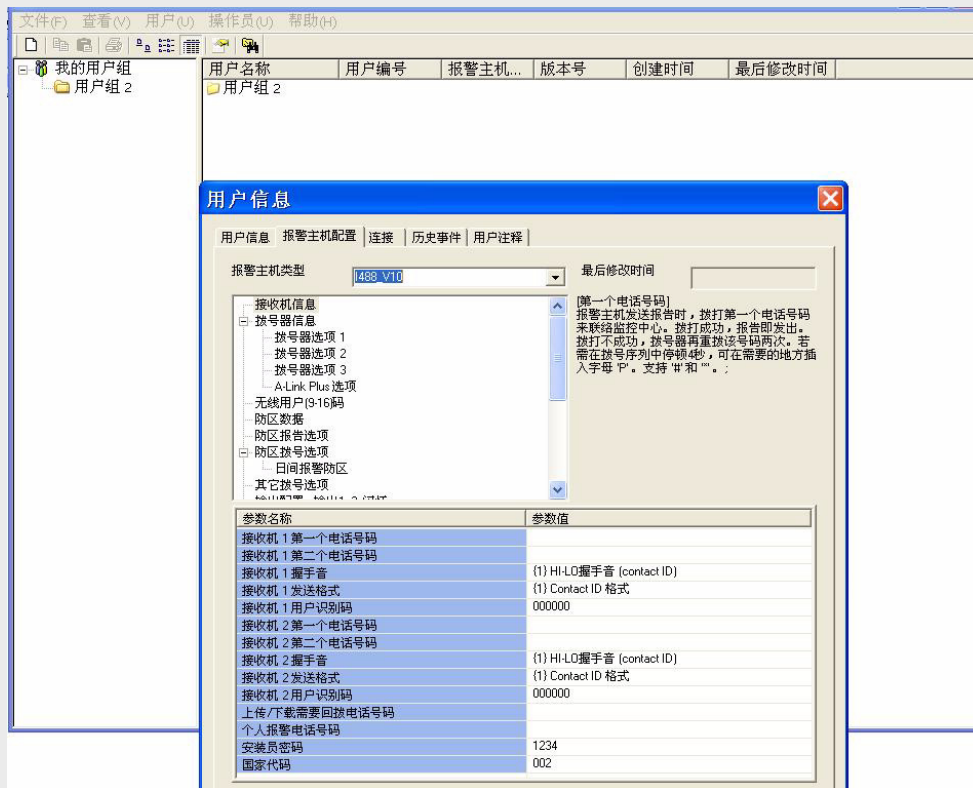 文件(F) 查看(V) 用户(U) 操作员(U) 帮助(H)
我的用户组
用户组 2
用户名称 用户编号 报警主机... 版本号 创建时间 最后修改时间
用户组 2
用户信息
用户信息 报警主机配置 连接 历史事件 用户注释
报警主机类型 I488_V10 最后修改时间
接收机信息
拨号器信息
拨号器选项 1
拨号器选项 2
拨号器选项 3
A-Link Plus 选项
无线用户(9-16)码
防区数据
防区报告选项
防区拨号选项
日间报警防区
其它拨号选项
[第一个电话号码]
报警主机发送报告时，拨打第一个电话号码
来联络监控中心。拨打成功，报告即发出。
拨打不成功，拨号器再重拨该号码两次。若
需在拨号序列中停顿4秒，可在需要的地方插
入字母 'P'。支持 '#'和 '*'。;
参数名称 参数值
接收机 1 第一个电话号码
接收机 1 第二个电话号码
接收机 1 握手音 (1) HI-LO握手音 (contact ID)
接收机 1 发送格式 (1) Contact ID 格式
接收机 1 用户识别码 000000
接收机 2 第一个电话号码
接收机 2 第二个电话号码
接收机 2 握手音 (1) HI-LO握手音 (contact ID)
接收机 2 发送格式 (1) Contact ID 格式
接收机 2 用户识别码 000000
上传/下载需要回拨电话号码
个人报警电话号码
安装员密码 1234
国家代码 002